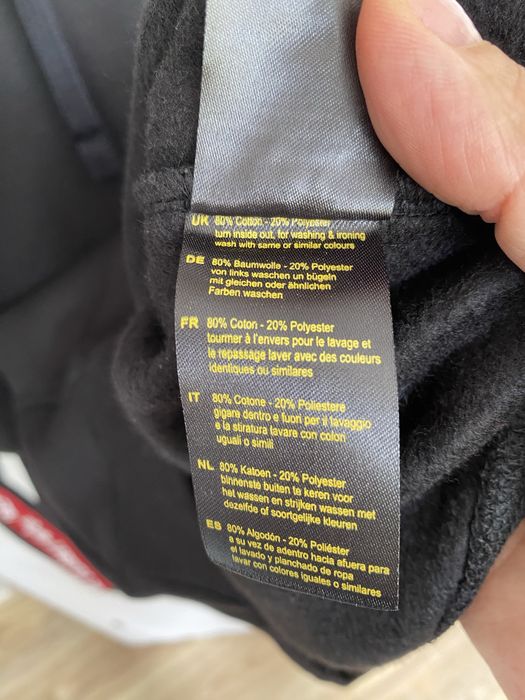 UK 80% Cotton - 20% Polyester
turn inside out, for washing & ironing
wash with same or similar colours
DE 80% Baumwolle - 20% Polyester
von links waschen un bügeln
mit gleichen oder ähnlichen
Farben waschen
FR 80% Coton - 20% Polyester
tourner à l'envers pour le lavage et
le repassage laver avec des couleurs
identiques ou similares
IT 80% Cotone - 20% Poliestere
gigare dentro e fuori per il lavaggio
e la stiratura lavare con colori
uguali o simili
NL 80% Katoen - 20% Polyester
binnenste buiten te keren voor
het wassen en strijken wassen met
dezelfde of soortgelijke kleuren
ES 80% Algodón - 20% Poliéster
a su vez de adentro hacia afuera para
el lavado y planchado de ropa
lavar con colores iguales o similares